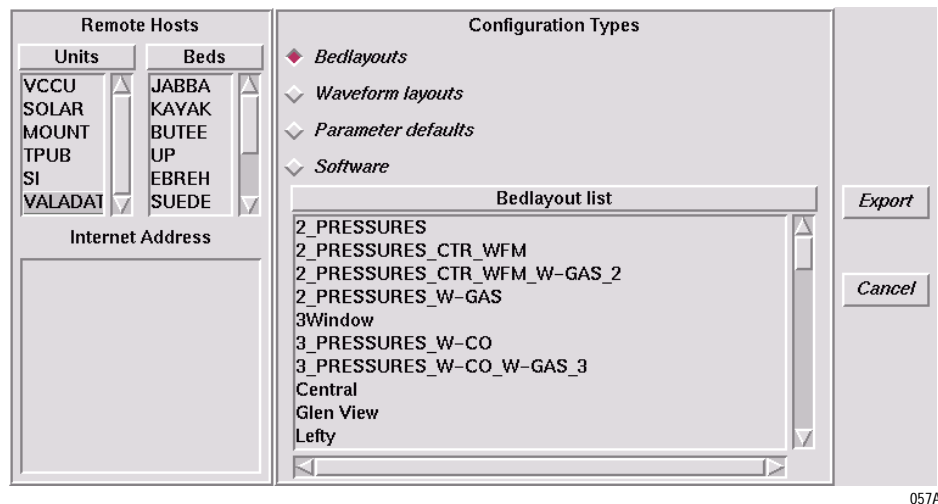 Remote Hosts
Units
Beds
VCCU
SOLAR
MOUNT
TPUB
SI
VALADAT
JABBA
KAYAK
BUTEE
UP
EBREH
SUEDE
Internet Address
Configuration Types
Bedlayouts
Waveform layouts
Parameter defaults
Software
Bedlayout list
2_PRESSURES
2_PRESSURES_CTR_WFM
2_PRESSURES_CTR_WFM_W-GAS_2
2_PRESSURES_W-GAS
3Window
3_PRESSURES_W-CO
3_PRESSURES_W-CO_W-GAS_3
Central
Glen View
Lefty
Export
Cancel
057A